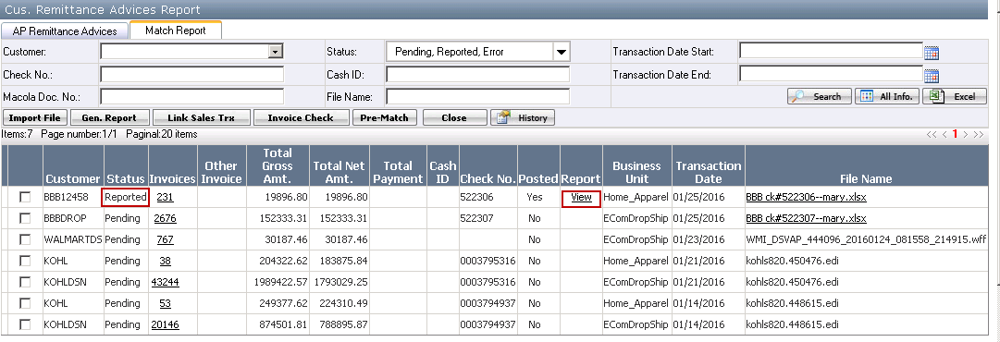 Cus. Remittance Advices Report
AP Remittance Advices Match Report
Customer: Status: Pending, Reported, Error Transaction Date Start:
Check No.: Cash ID: Transaction Date End:
Macola Doc. No.: File Name: Search All Info. Excel
Import File Gen. Report Link Sales Trx Invoice Check Pre-Match Close History
Items:7 Page number:1/1 Paginal:20 items << < 1 > >>
Customer Status Invoices Other Invoice Total Gross Amt. Total Net Amt. Total Payment Cash ID Check No. Posted Report Business Unit Transaction Date File Name
BBB12458 Reported 231 19896.80 19896.80 522306 Yes View Home_Apparel 01/25/2016 BBB ck#522306--mary.xlsx
BBBDROP Pending 2676 152333.31 152333.31 522307 No EComDropShip 01/25/2016 BBB ck#522307--mary.xlsx
WALMARTDS Pending 767 30187.46 30187.46 No EComDropShip 01/23/2016 WMI_DSVAP_444096_20160124_081558_214915.wff
KOHL Pending 38 204322.62 183875.84 0003795316 No Home_Apparel 01/21/2016 kohls820.450476.edi
KOHLDSN Pending 43244 1989422.57 1793029.25 0003795316 No EComDropShip 01/21/2016 kohls820.450476.edi
KOHL Pending 53 249377.62 224310.49 0003794937 No Home_Apparel 01/14/2016 kohls820.448615.edi
KOHLDSN Pending 20146 874501.81 788895.87 0003794937 No EComDropShip 01/14/2016 kohls820.448615.edi